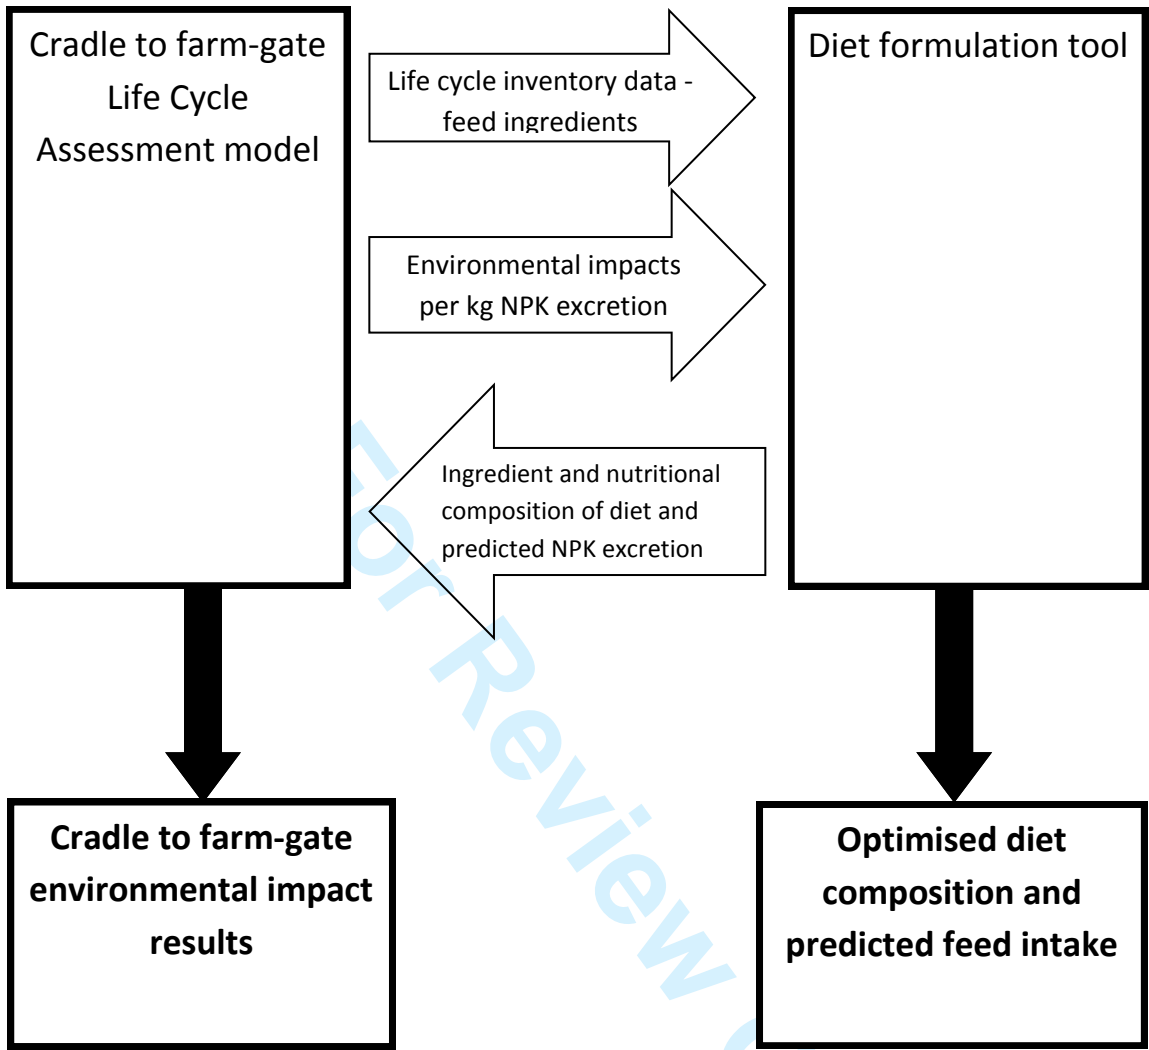 Cradle to farm-gate
Life Cycle
Assessment model
Life cycle inventory data -
feed ingredients
Environmental impacts
per kg NPK excretion
Ingredient and nutritional
composition of diet and
predicted NPK excretion
Diet formulation tool
Cradle to farm-gate
environmental impact
results
Optimised diet
composition and
predicted feed intake
For Review